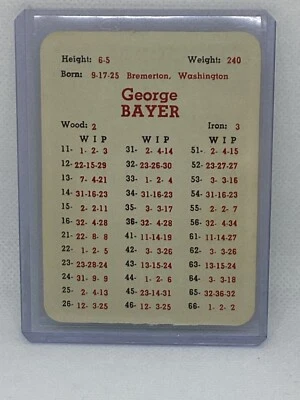 Height: 6-5 Weight: 240
Born: 9-17-25 Bremerton, Washington
George
BAYER
Wood: 2 Iron: 3
W I P W I P W I P
11- 1- 2- 3 31- 2- 4-14 51- 2- 4-15
12- 22-15-29 32- 23-26-30 52- 23-27-27
13- 7- 4-21 33- 1- 2- 4 53- 3- 3-16
14- 31-16-23 34- 31-16-23 54- 31-16-23
15- 2- 2-11 35- 3- 3-17 55- 2- 2- 7
16- 32- 4-28 36- 32- 4-28 56- 32- 3-24
21- 22- 8- 8 41- 11-14-19 61- 11-14-27
22- 1- 2- 5 42- 3- 3-13 62- 3- 3-17
23- 23-28-24 43- 23-13-25 63- 23-14-25
24- 31- 9- 9 44- 1- 2- 6 64- 3- 3-18
25- 2- 4-13 45- 23-14-31 65- 32-36-32
26- 12- 3-25 46- 12- 3-25 66- 1- 2- 2